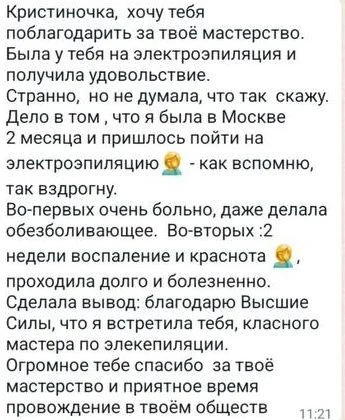 Кристиночка, хочу тебя
поблагодарить за твоё мастерство.
Была у тебя на электроэпиляция и
получила удовольствие.
Странно, но не думала, что так скажу.
Дело в том , что я была в Москве
2 месяца и пришлось пойти на
электроэпиляцию 🤦‍♀️ - как вспомню,
так вздрогну.
Во-первых очень больно, даже делала
обезболивающее. Во-вторых :2
недели воспаление и краснота 🤦‍♀️,
проходила долго и болезненно.
Сделала вывод: благодарю Высшие
Силы, что я встретила тебя, класного
мастера по элекепиляции.
Огромное тебе спасибо за твоё
мастерство и приятное время
провождение в твоём обществ
11:21